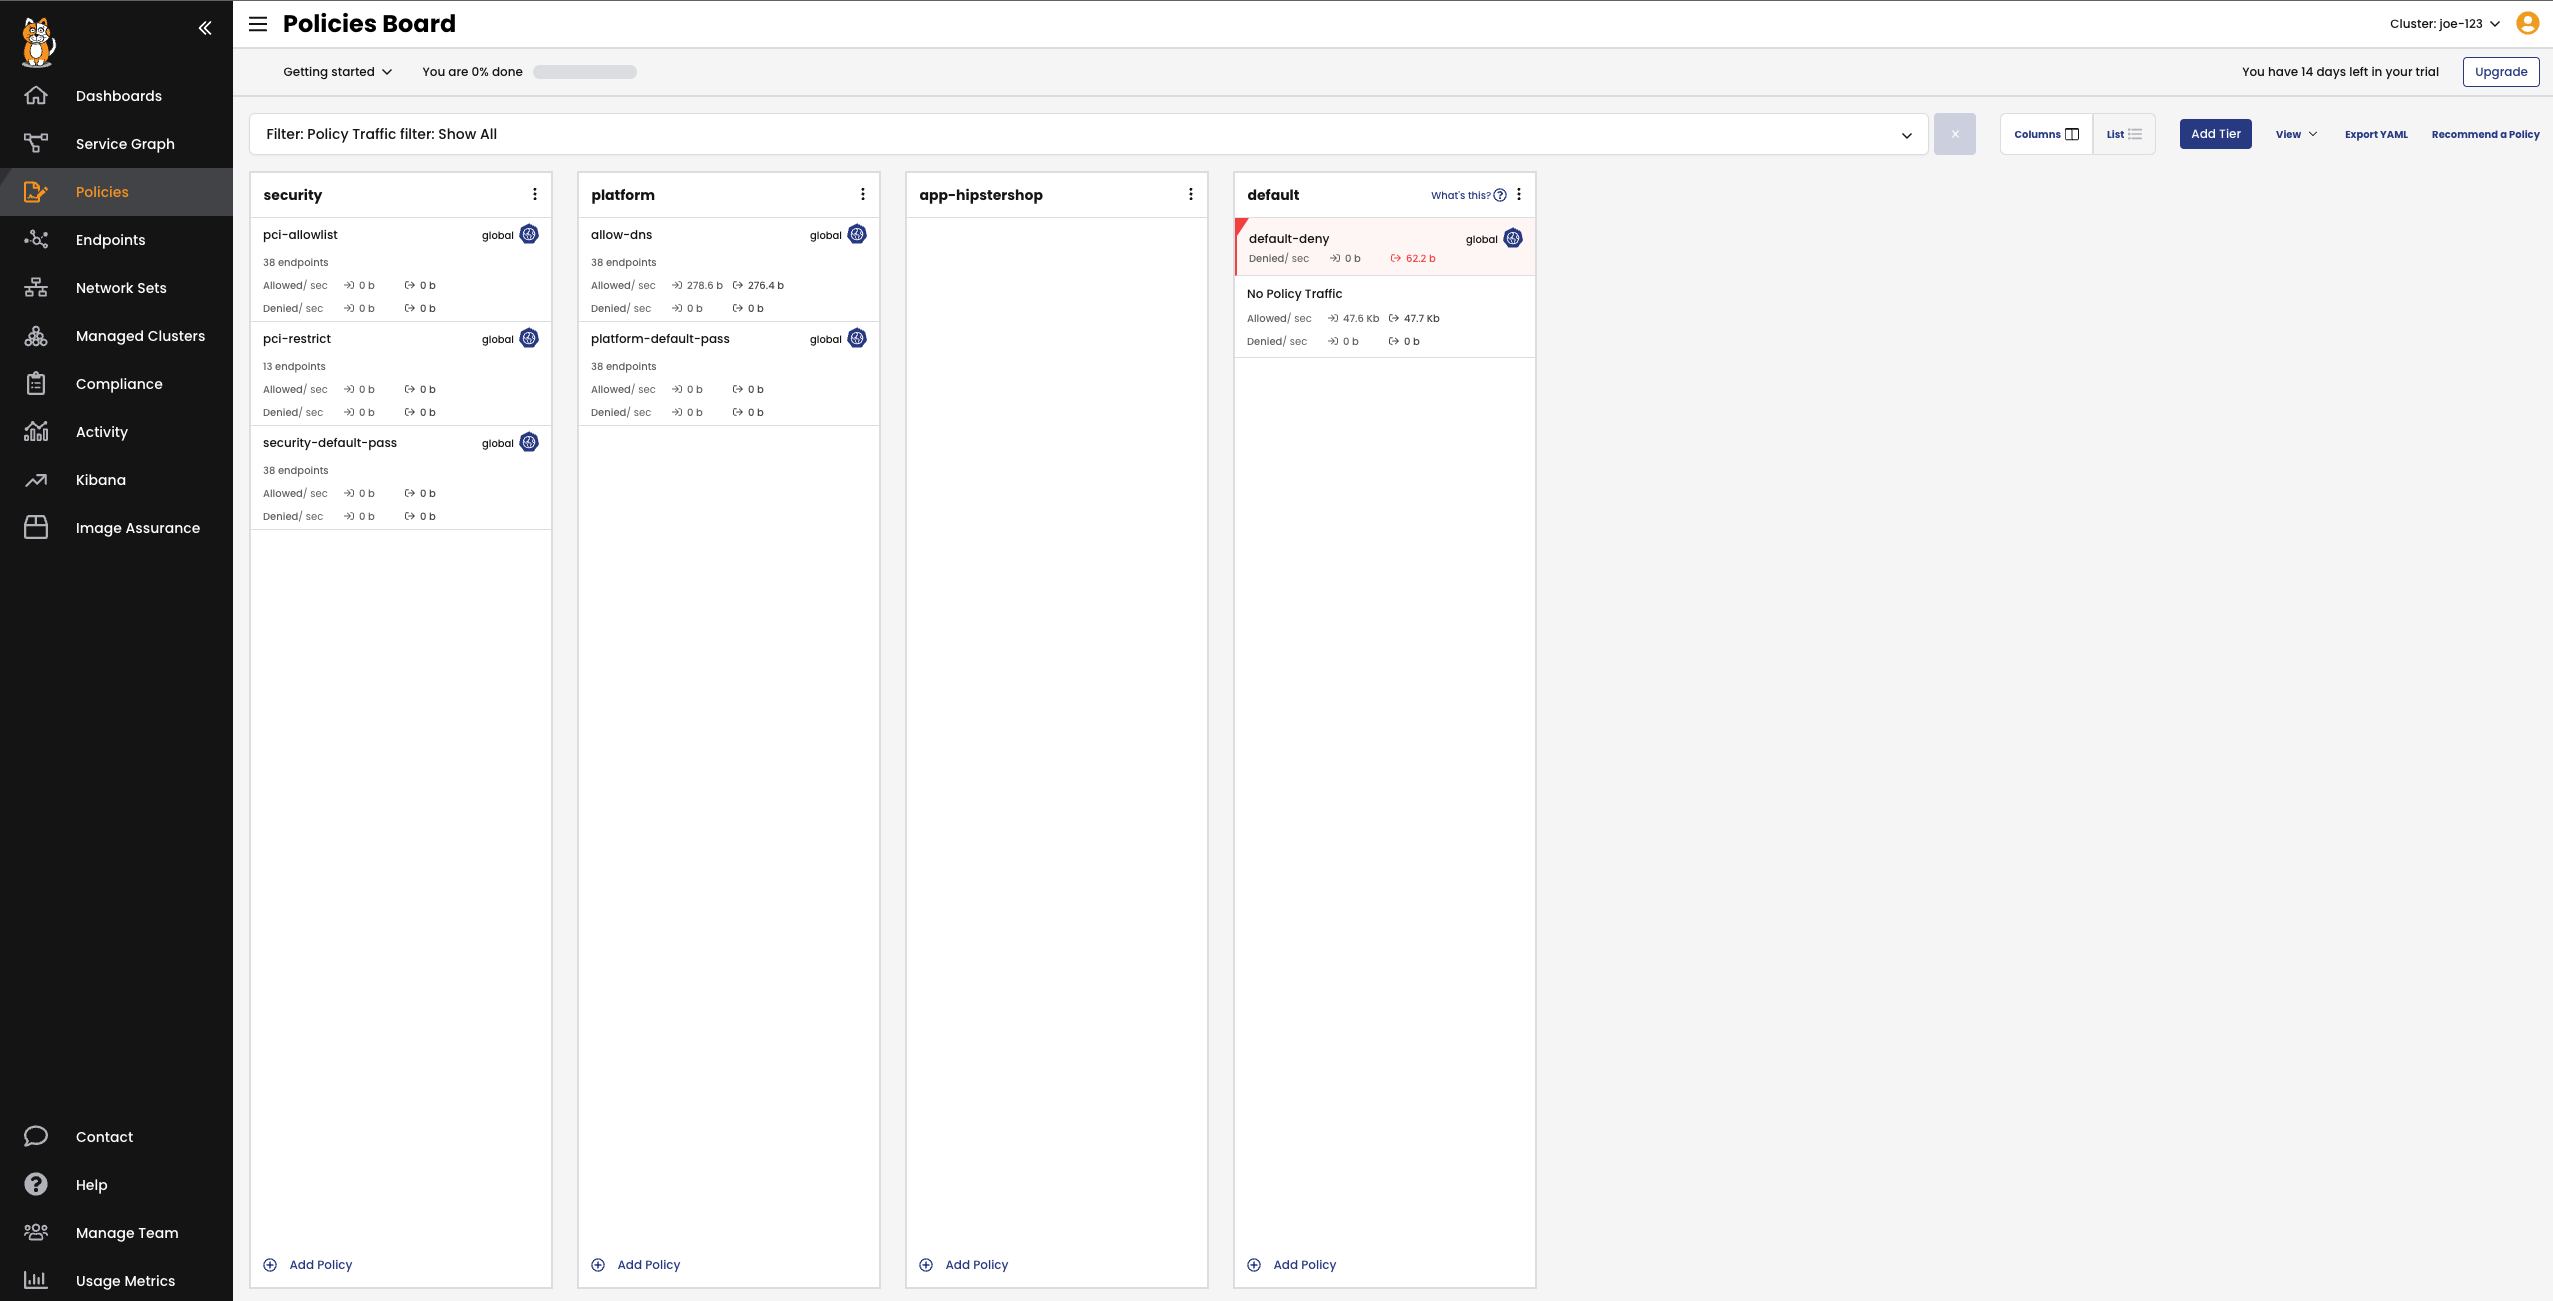 Policies Board
Cluster: joe-123
Getting started
You are 0% done
You have 14 days left in your trial
Upgrade
Dashboards
Service Graph
Policies
Endpoints
Network Sets
Managed Clusters
Compliance
Activity
Kibana
Image Assurance
Contact
Help
Manage Team
Usage Metrics
Filter: Policy Traffic filter: Show All
Columns
List
Add Tier
View
Export YAML
Recommend a Policy
security
pci-allowlist global
38 endpoints
Allowed/ sec 0 b 0 b
Denied/ sec 0 b 0 b
pci-restrict global
13 endpoints
Allowed/ sec 0 b 0 b
Denied/ sec 0 b 0 b
security-default-pass global
38 endpoints
Allowed/ sec 0 b 0 b
Denied/ sec 0 b 0 b
Add Policy
platform
allow-dns global
38 endpoints
Allowed/ sec 278.6 b 276.4 b
Denied/ sec 0 b 0 b
platform-default-pass global
38 endpoints
Allowed/ sec 0 b 0 b
Denied/ sec 0 b 0 b
Add Policy
app-hipstershop
Add Policy
default What's this?
default-deny global
Denied/ sec 0 b 62.2 b
No Policy Traffic
Allowed/ sec 47.6 Kb 47.7 Kb
Denied/ sec 0 b 0 b
Add Policy